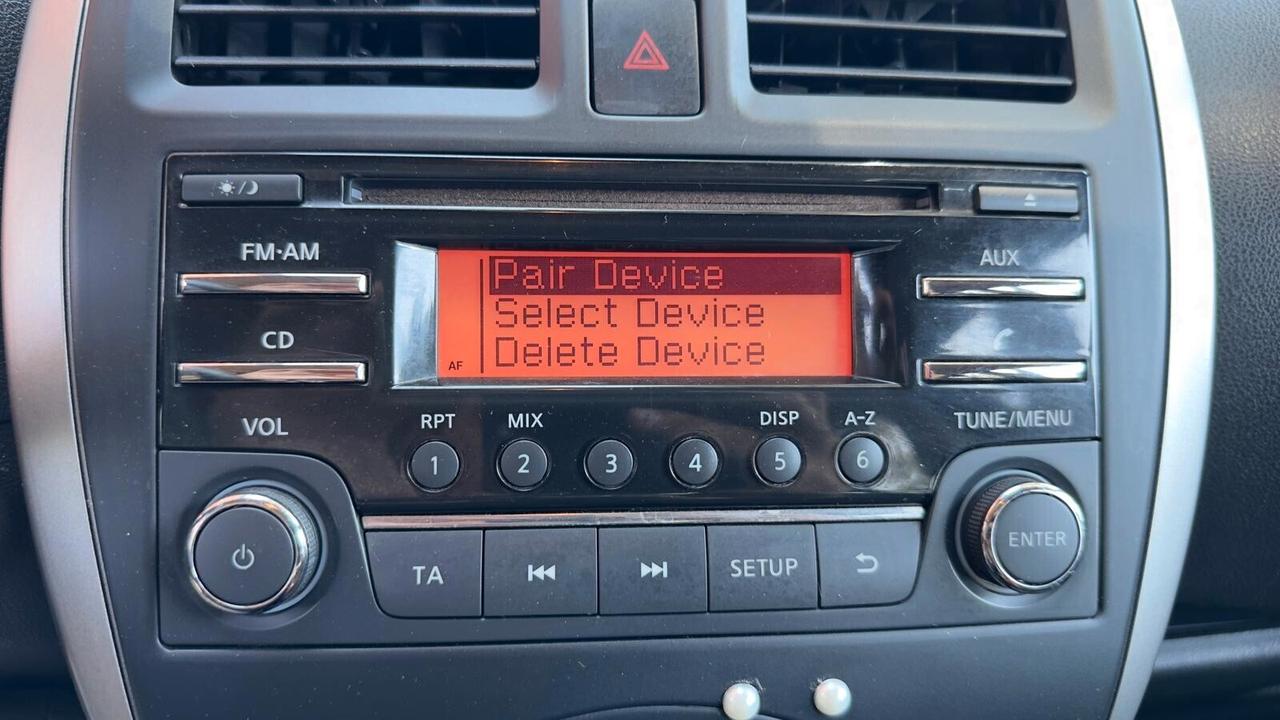 FM·AM
AUX
Pair Device
Select Device
Delete Device
AF
CD
VOL
RPT
MIX
DISP
A-Z
TUNE/MENU
1
2
3
4
5
6
TA
SETUP
ENTER